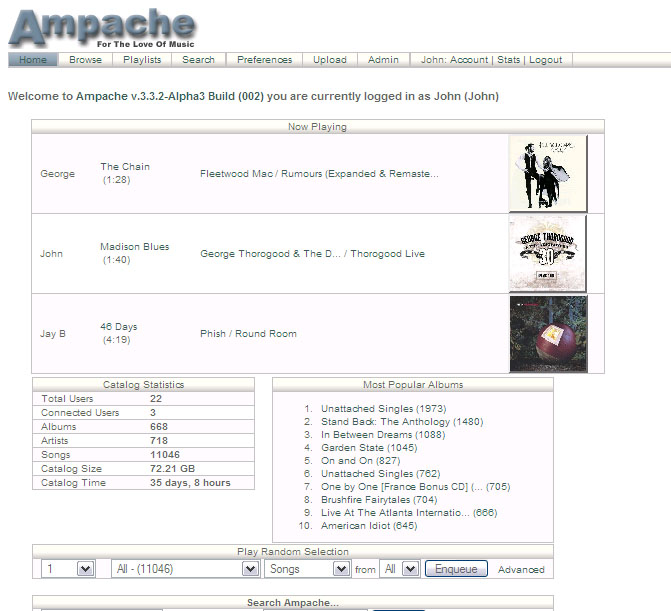 Ampache
For The Love Of Music
Home Browse Playlists Search Preferences Upload Admin John: Account | Stats | Logout
Welcome to Ampache v.3.3.2-Alpha3 Build (002) you are currently logged in as John (John)
Now Playing
George The Chain (1:28) Fleetwood Mac / Rumours (Expanded & Remaste...
John Madison Blues (1:40) George Thorogood & The D... / Thorogood Live
GEORGE THOROGOOD
30
Jay B 46 Days (4:19) Phish / Round Room
Catalog Statistics
Total Users 22
Connected Users 3
Albums 668
Artists 718
Songs 11046
Catalog Size 72.21 GB
Catalog Time 35 days, 8 hours
Most Popular Albums
1. Unattached Singles (1973)
2. Stand Back: The Anthology (1480)
3. In Between Dreams (1088)
4. Garden State (1045)
5. On and On (827)
6. Unattached Singles (762)
7. One by One [France Bonus CD] (... (705)
8. Brushfire Fairytales (704)
9. Live At The Atlanta Internatio... (666)
10. American Idiot (645)
Play Random Selection
1 All - (11046) Songs from All Enqueue Advanced
Search Ampache...